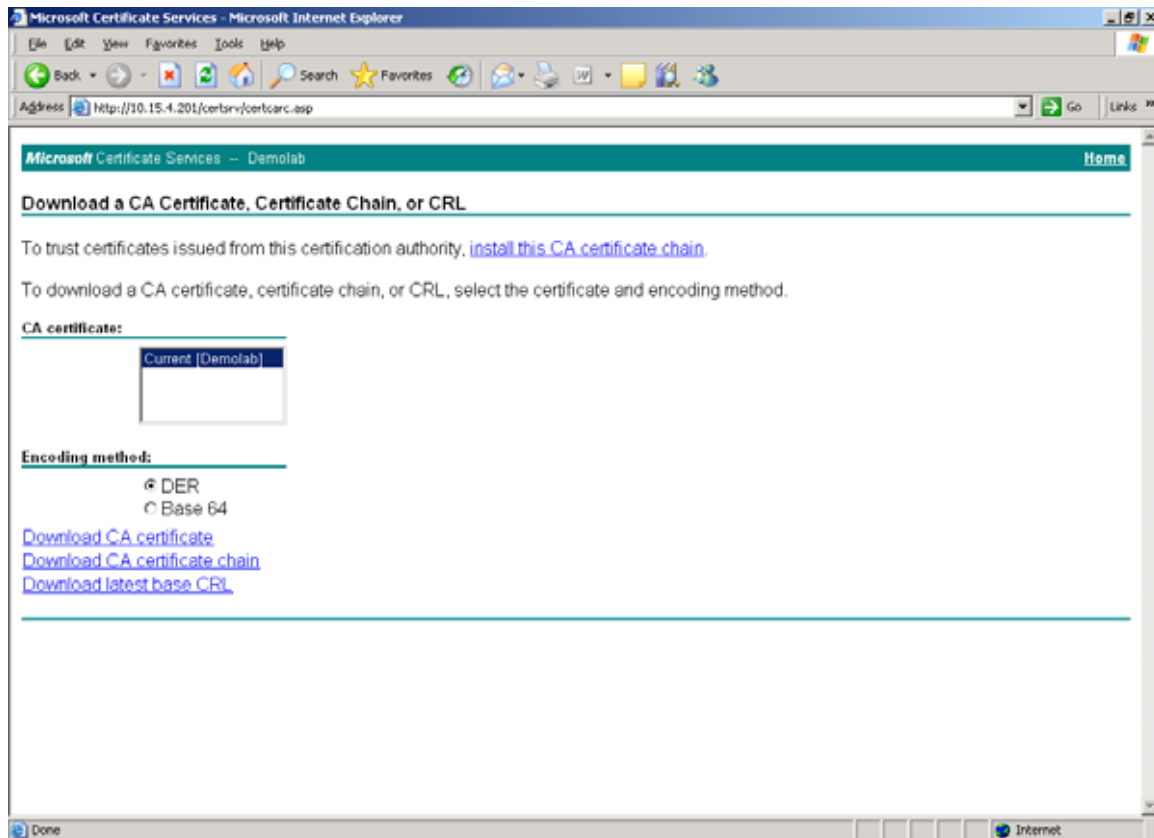 Microsoft Certificate Services - Microsoft Internet Explorer
File Edit View Favorites Tools Help
Back Search Favorites
Address http://10.15.4.201/certsrv/certcarc.asp Go Links »
Microsoft Certificate Services -- Demolab Home
Download a CA Certificate, Certificate Chain, or CRL
To trust certificates issued from this certification authority, install this CA certificate chain.
To download a CA certificate, certificate chain, or CRL, select the certificate and encoding method.
CA certificate:
Current [Demolab]
Encoding method:
DER
Base 64
Download CA certificate
Download CA certificate chain
Download latest base CRL
Done Internet